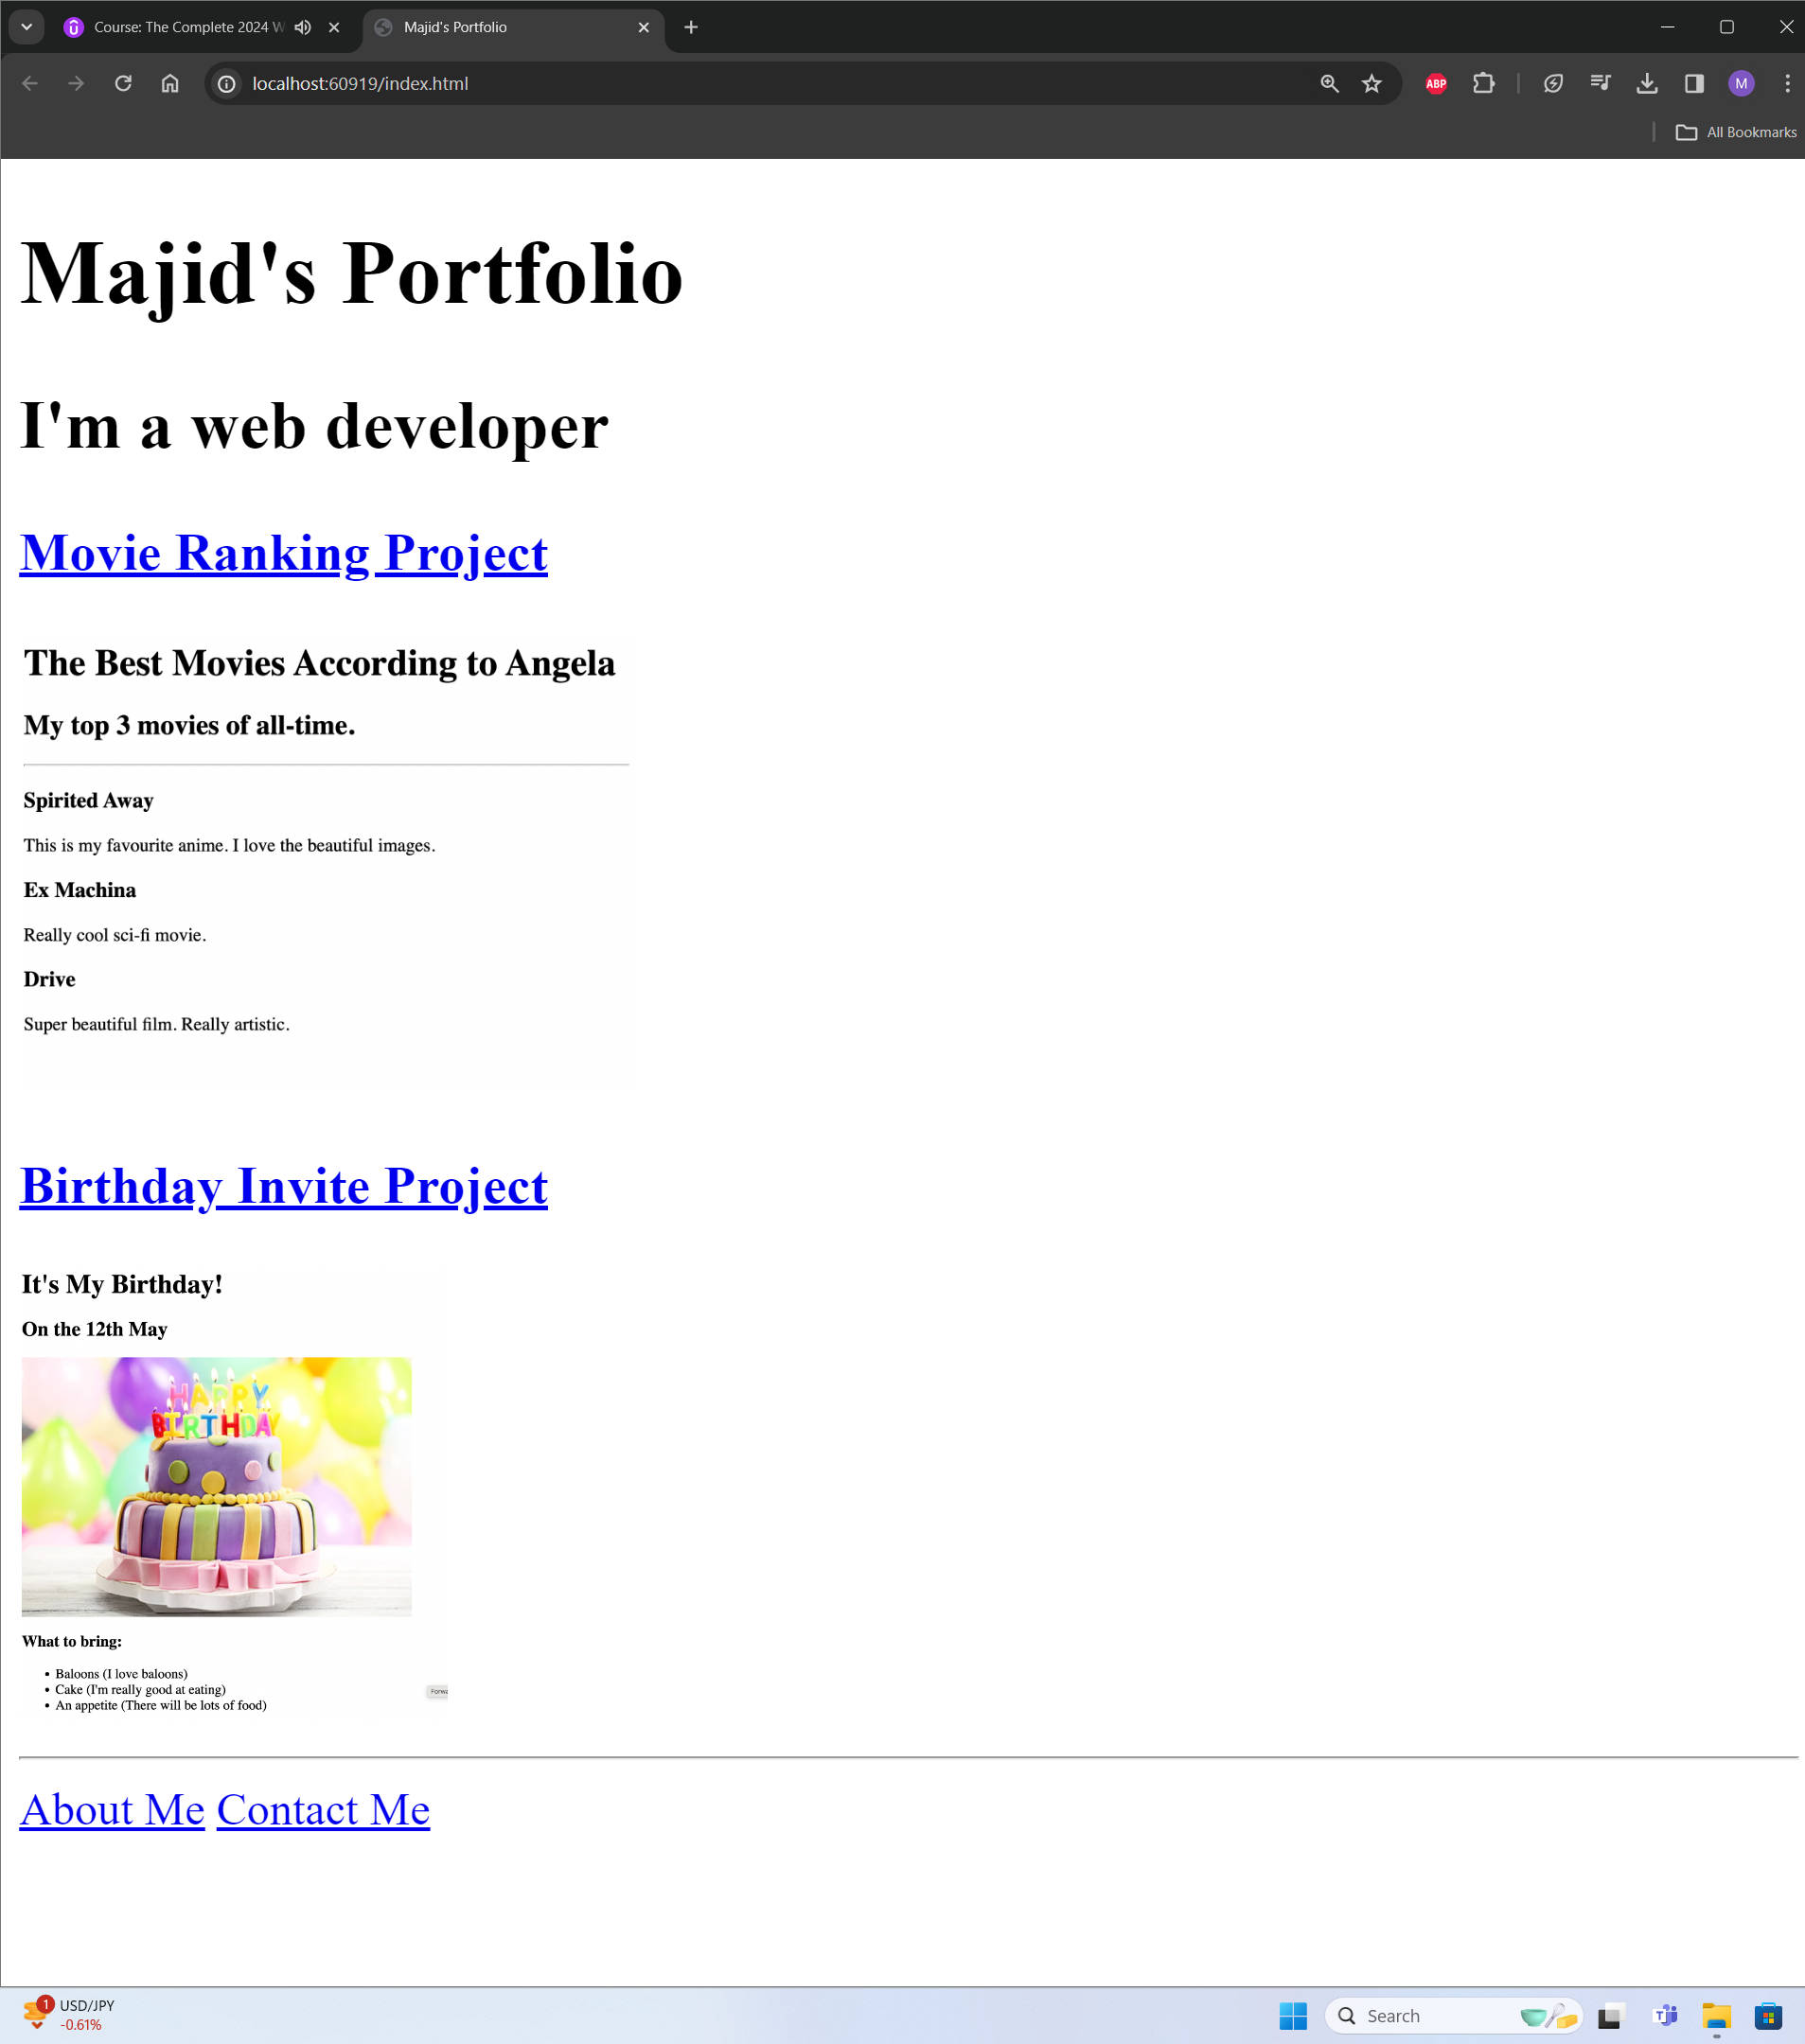 Course: The Complete 2024 W
Majid's Portfolio
localhost:60919/index.html
ABP
M
All Bookmarks
Majid's Portfolio
I'm a web developer
Movie Ranking Project
The Best Movies According to Angela
My top 3 movies of all-time.
Spirited Away
This is my favourite anime. I love the beautiful images.
Ex Machina
Really cool sci-fi movie.
Drive
Super beautiful film. Really artistic.
Birthday Invite Project
It's My Birthday!
On the 12th May
HAPPY
BIRTHDAY
What to bring:
Baloons (I love baloons)
Cake (I'm really good at eating)
An appetite (There will be lots of food)
Forwa
About Me Contact Me
1
USD/JPY
-0.61%
Search